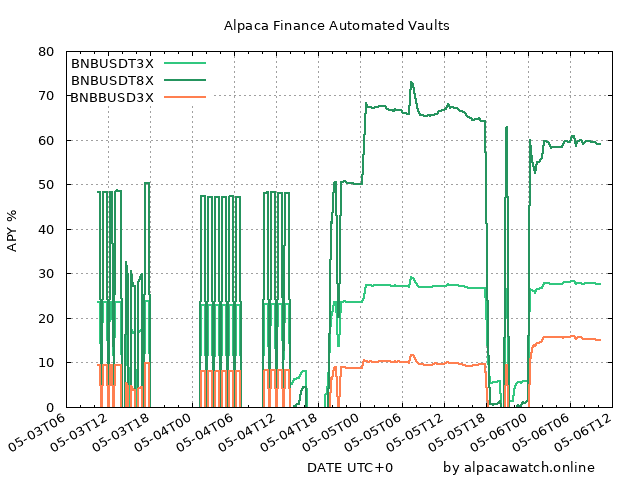 Alpaca Finance Automated Vaults
BNBUSDT3X
BNBUSDT8X
BNBBUSD3X
APY %
80
70
60
50
40
30
20
10
0
05-03T06
05-03T12
05-03T18
05-04T00
05-04T06
05-04T12
05-04T18
05-05T00
05-05T06
05-05T12
05-05T18
05-06T00
05-06T06
05-06T12
DATE UTC+0
by alpacawatch.online